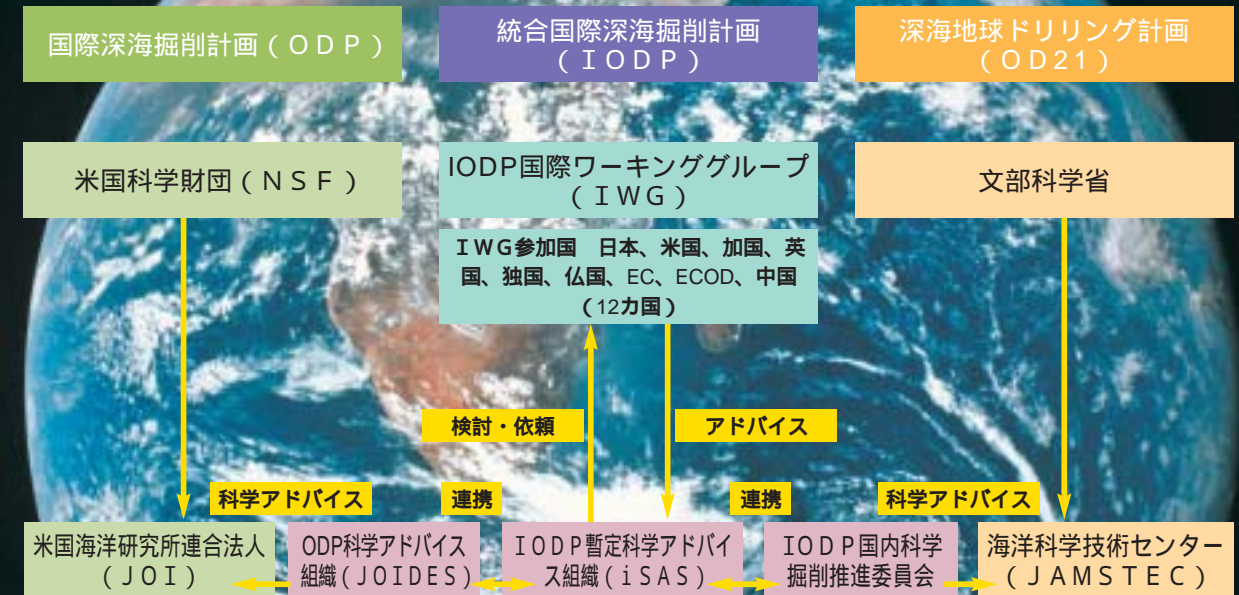 国際深海掘削計画（ＯＤＰ）
統合国際深海掘削計画
（ＩＯＤＰ）
深海地球ドリリング計画
（ＯＤ21）
米国科学財団（ＮＳＦ）
IODP国際ワーキンググループ
（ＩＷＧ）
文部科学省
ＩＷＧ参加国　日本、米国、加国、英
国、独国、仏国、EC、ECOD、中国
（12カ国）
検討・依頼
アドバイス
科学アドバイス
連携
連携
科学アドバイス
米国海洋研究所連合法人
（ＪＯＩ）
ODP科学アドバイス
組織（JOIDES）
ＩＯＤＰ暫定科学アドバイ
ス組織（iSAS）
ＩＯＤＰ国内科学
掘削推進委員会
海洋科学技術センター
（ＪＡＭＳＴＥＣ）